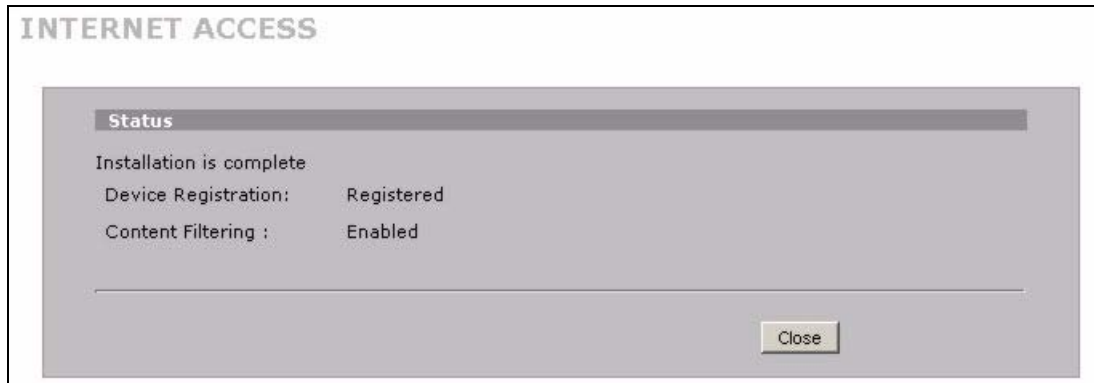 INTERNET ACCESS
Status
Installation is complete
Device Registration: Registered
Content Filtering : Enabled
Close